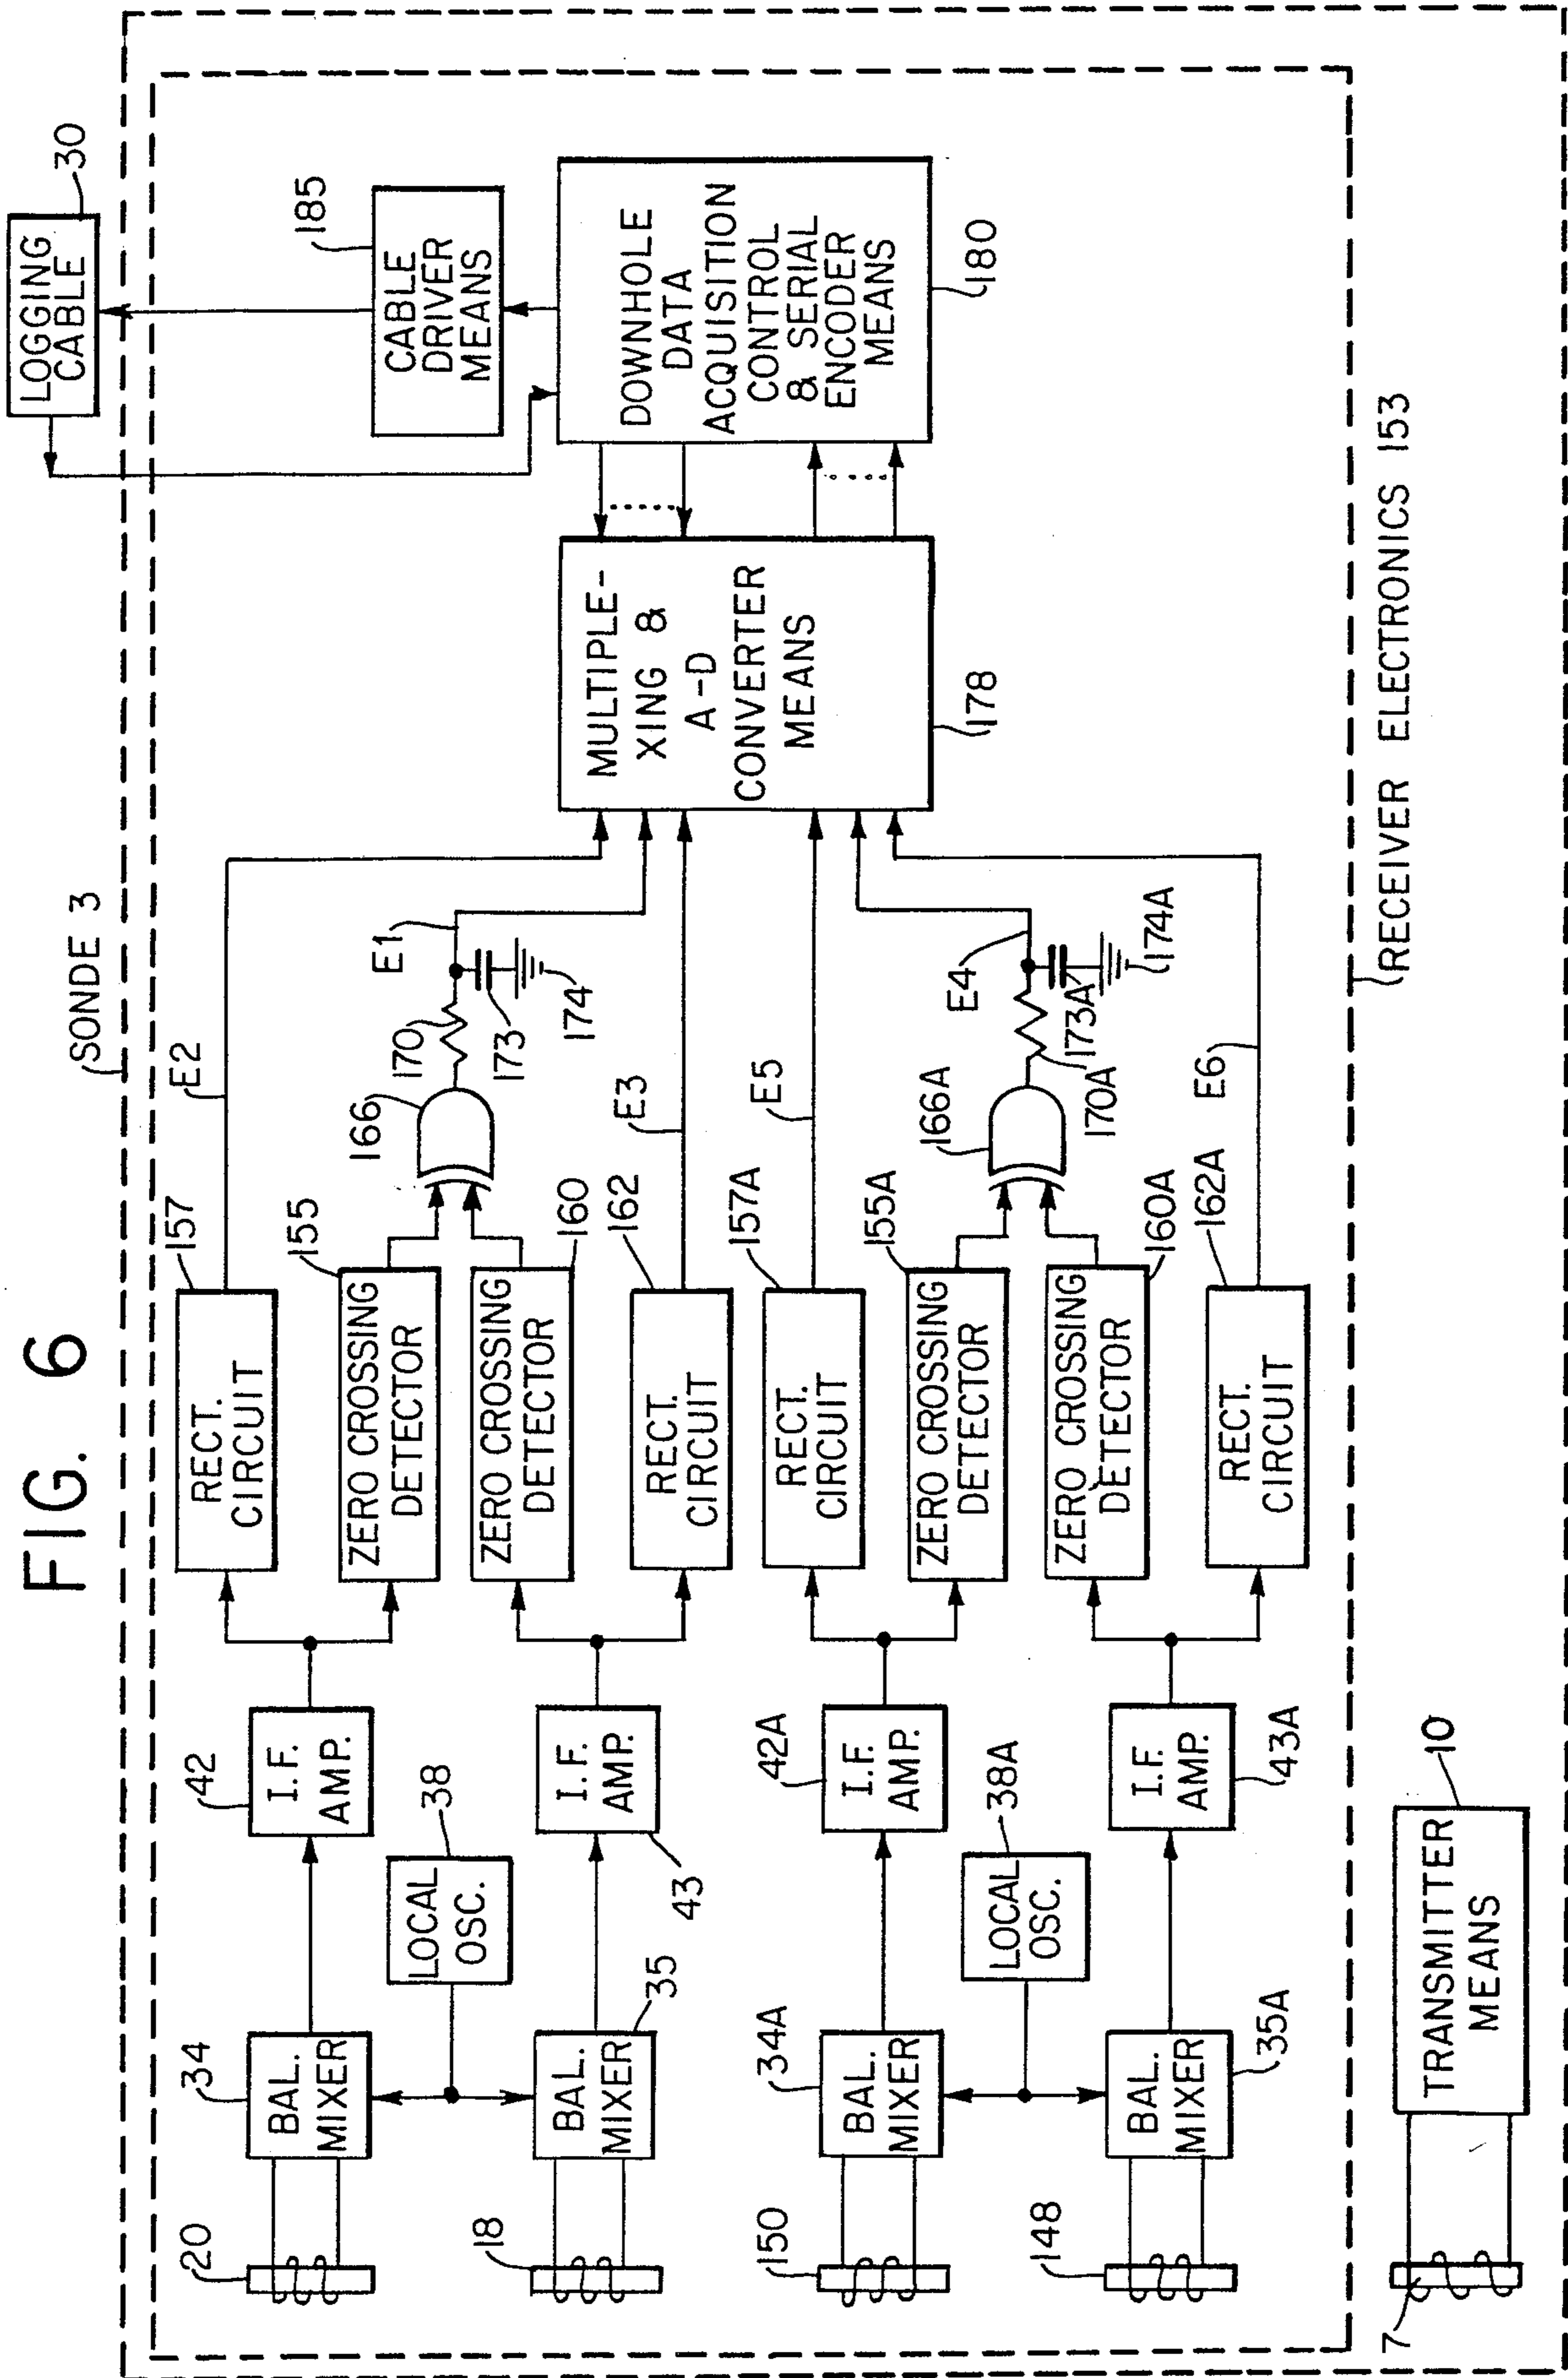 FIG. 6
SONDE 3
LOGGING
CABLE
30
20
34
BAL.
MIXER
42
I.F.
AMP.
157
RECT.
CIRCUIT
E2
155
ZERO CROSSING
DETECTOR
38
LOCAL
OSC.
18
35
BAL.
MIXER
43
I.F.
AMP.
160
ZERO CROSSING
DETECTOR
162
RECT.
CIRCUIT
166
170
E1
173
174
E3
185
CABLE
DRIVER
MEANS
MULTIPLE-
XING &
A-D
CONVERTER
MEANS
178
DOWNHOLE
DATA
ACQUISITION
CONTROL
& SERIAL
ENCODER
MEANS
180
150
34A
BAL.
MIXER
42A
I.F.
AMP.
157A
RECT.
CIRCUIT
E5
155A
ZERO CROSSING
DETECTOR
38A
LOCAL
OSC.
148
35A
BAL.
MIXER
43A
I.F.
AMP.
160A
ZERO CROSSING
DETECTOR
162A
RECT.
CIRCUIT
166A
170A
E4
173A
174A
E6
RECEIVER ELECTRONICS 153
7
TRANSMITTER
MEANS
10